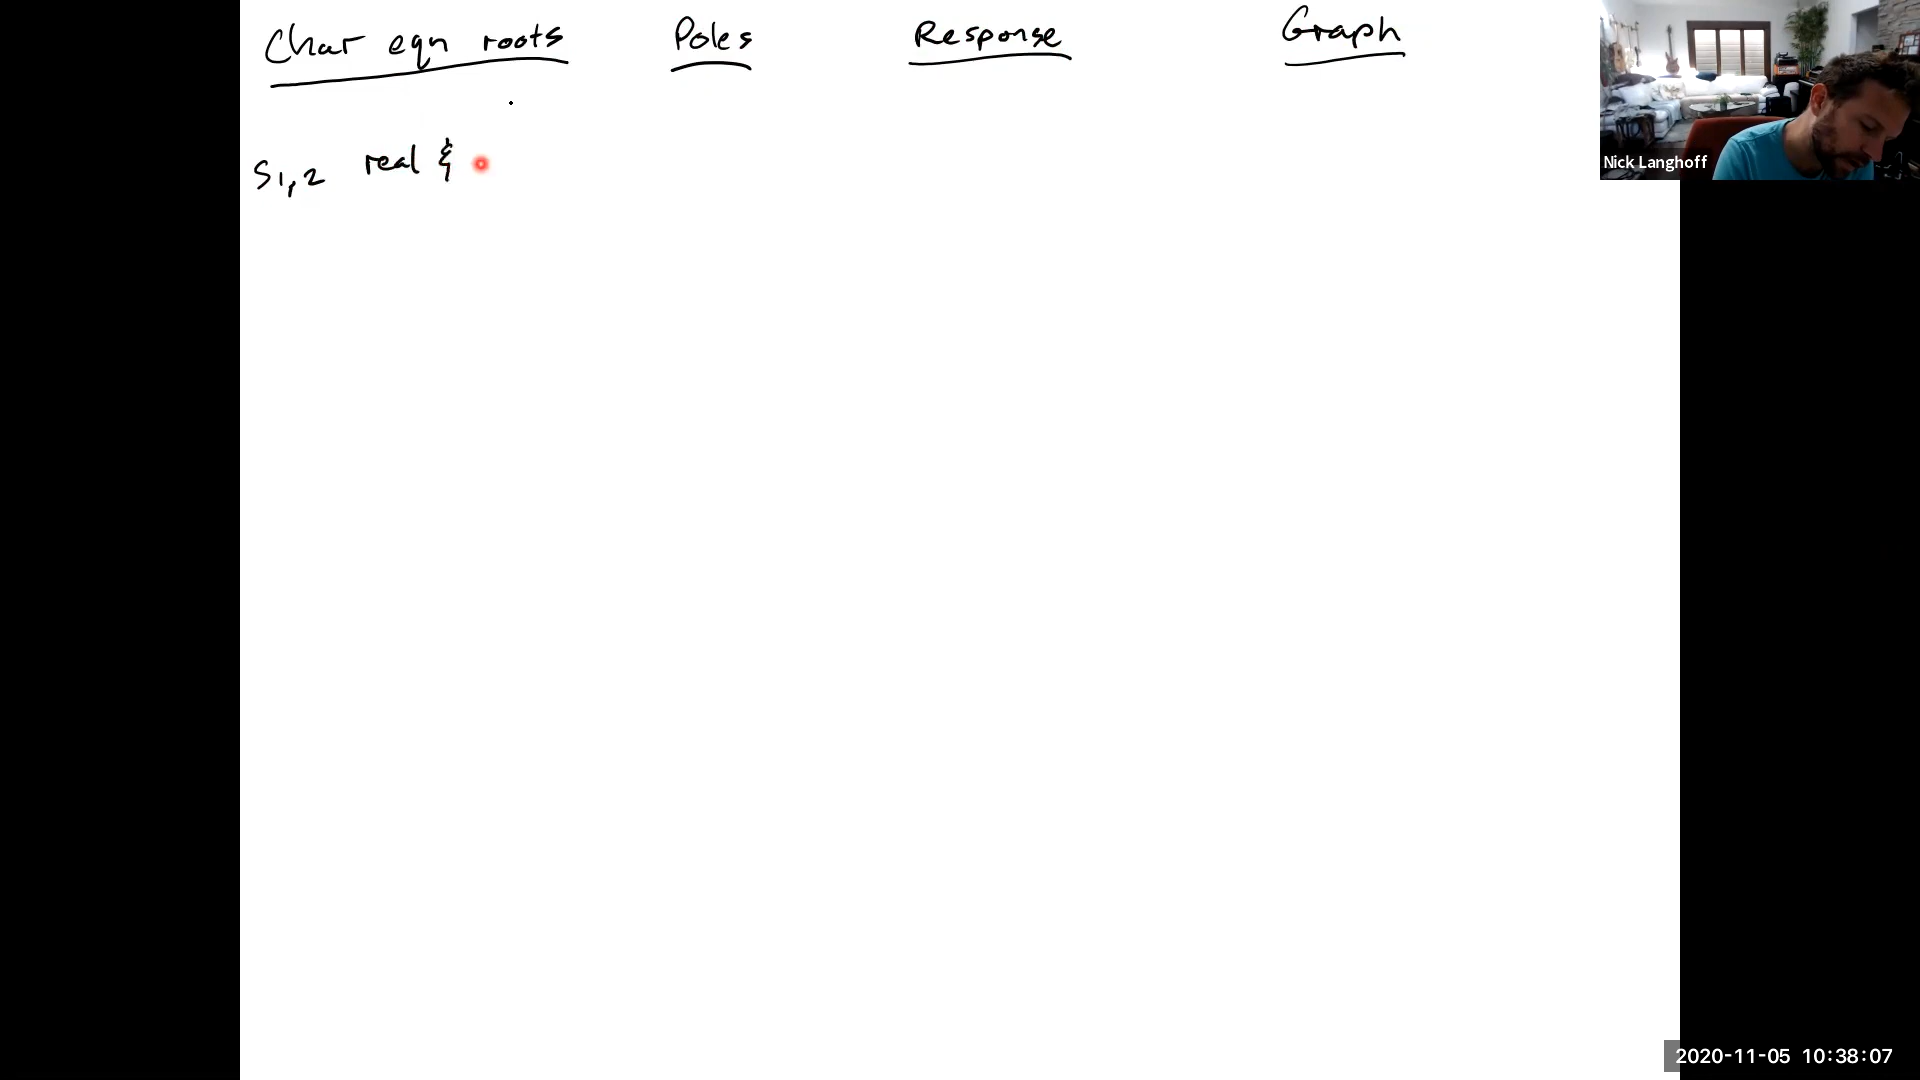 Char eqn roots Poles Response Graph
S1,2 real &
Nick Langhoff
2020-11-05 10:38:07